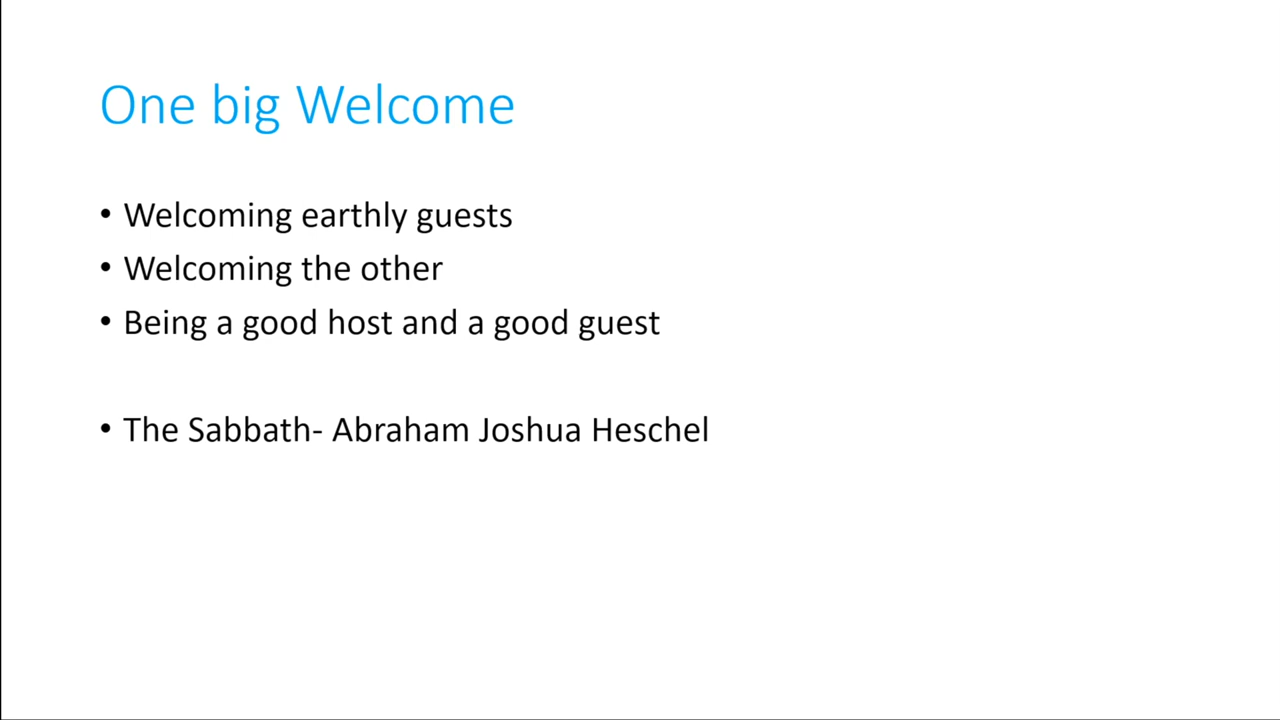 One big Welcome
• Welcoming earthly guests
• Welcoming the other
• Being a good host and a good guest
• The Sabbath- Abraham Joshua Heschel